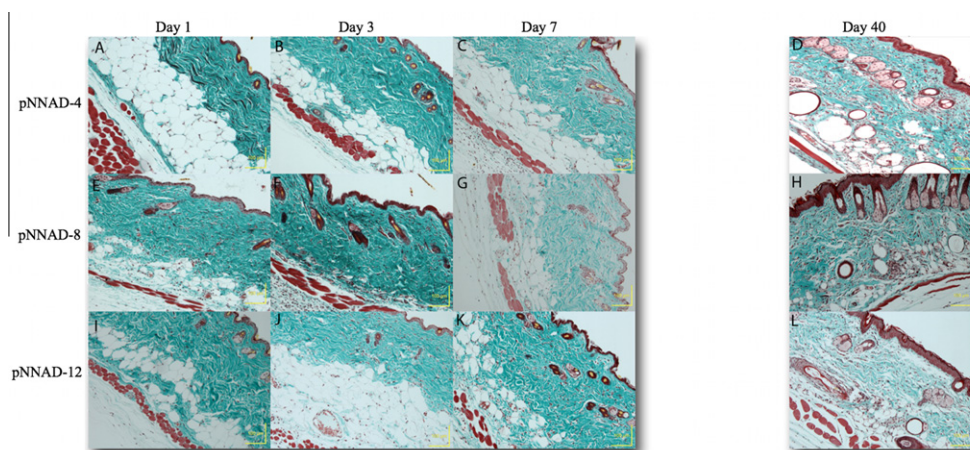 Day 1 Day 3 Day 7 Day 40
pNNAD-4 A B C D
pNNAD-8 E F G H
pNNAD-12 I J K L